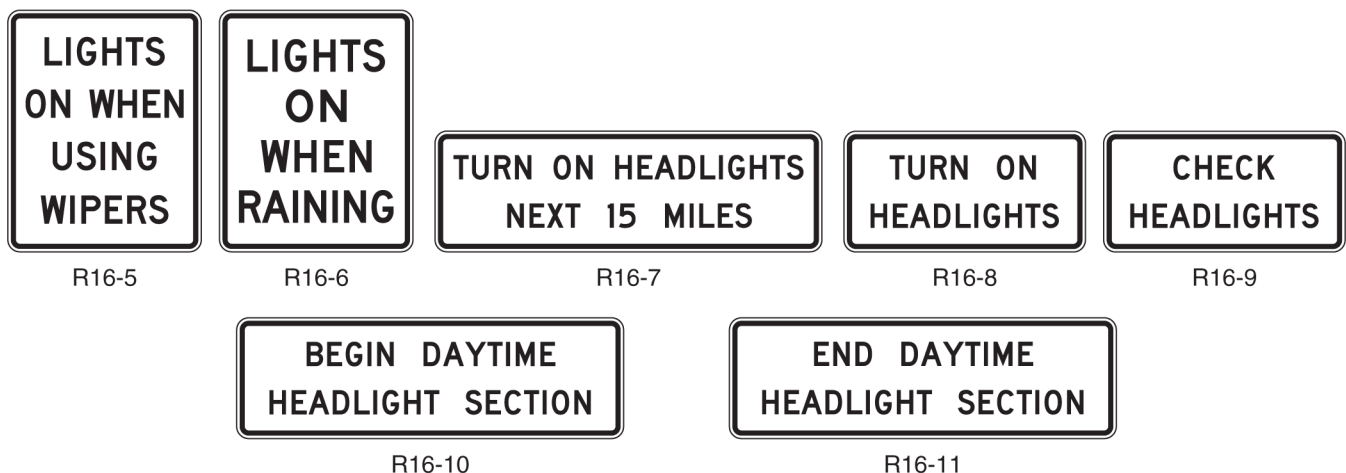 LIGHTS
ON WHEN
USING
WIPERS
R16-5
LIGHTS
ON
WHEN
RAINING
R16-6
TURN ON HEADLIGHTS
NEXT 15 MILES
R16-7
TURN ON
HEADLIGHTS
R16-8
CHECK
HEADLIGHTS
R16-9
BEGIN DAYTIME
HEADLIGHT SECTION
R16-10
END DAYTIME
HEADLIGHT SECTION
R16-11